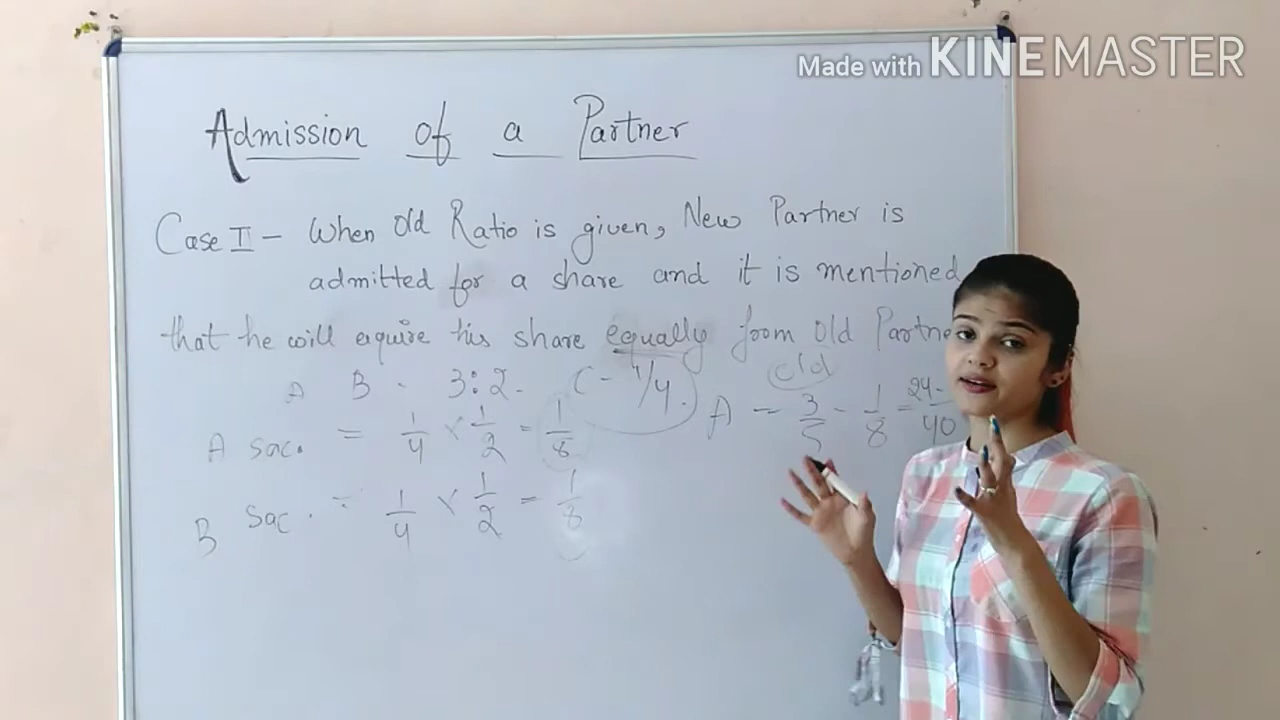 Made with KINEMASTER
Admission of a Partner
Case II - When Old Ratio is given, New Partner is
admitted for a share and it is mentioned
that he will aquire his share equally from Old Partne
A B - 3:2. C - 1/4.
old
A sac. = 1/4 × 1/2 = 1/8
A = 3/5 - 1/8 = 24-/40
B sac. = 1/4 × 1/2 = 1/8